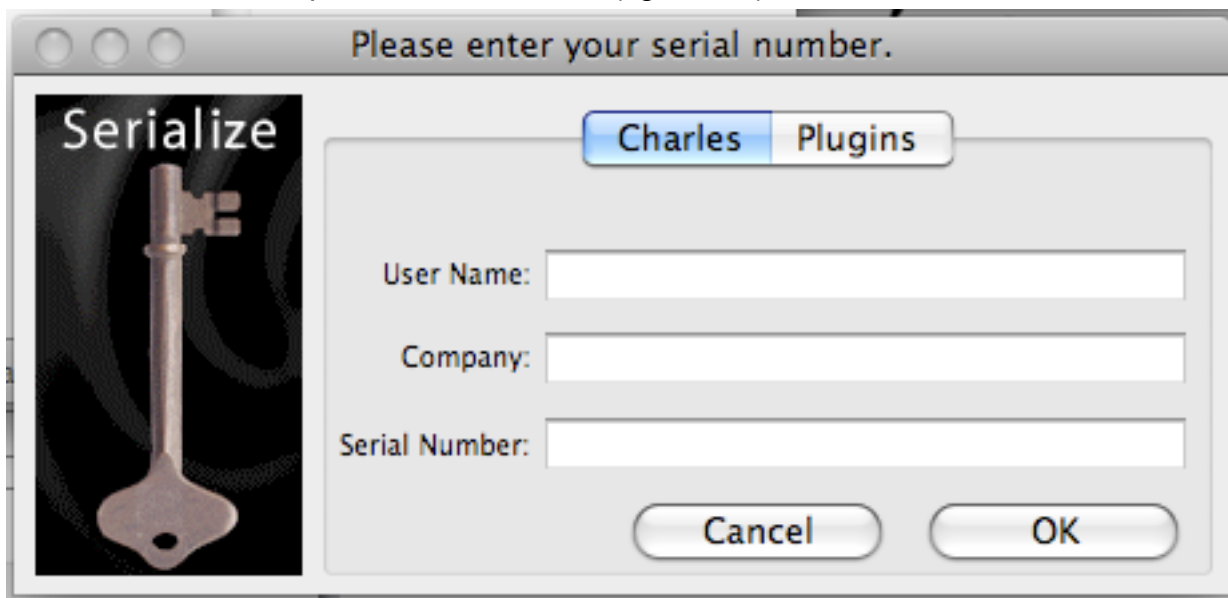 Please enter your serial number.
Serialize
Charles Plugins
User Name:
Company:
Serial Number:
Cancel OK